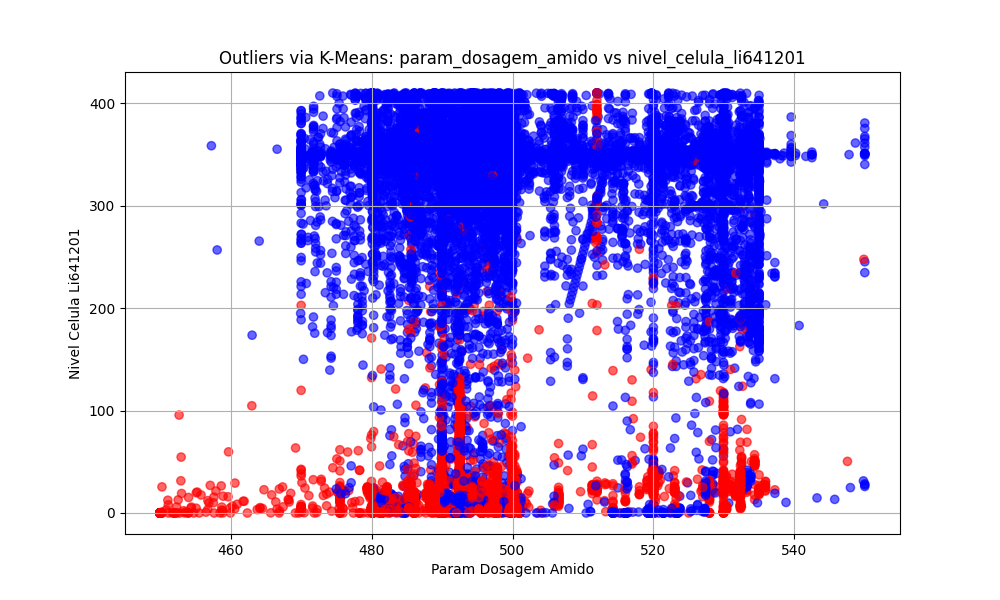 Outliers via K-Means: param_dosagem_amido vs nivel_celula_li641201
400
300
200
100
0
Nivel Celula Li641201
460 480 500 520 540
Param Dosagem Amido